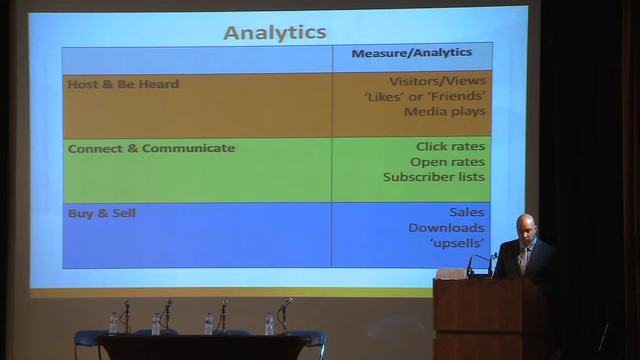 Analytics
Measure/Analytics
Host & Be Heard
Visitors/Views
‘Likes’ or ‘Friends’
Media plays
Connect & Communicate
Click rates
Open rates
Subscriber lists
Buy & Sell
Sales
Downloads
‘upsells’